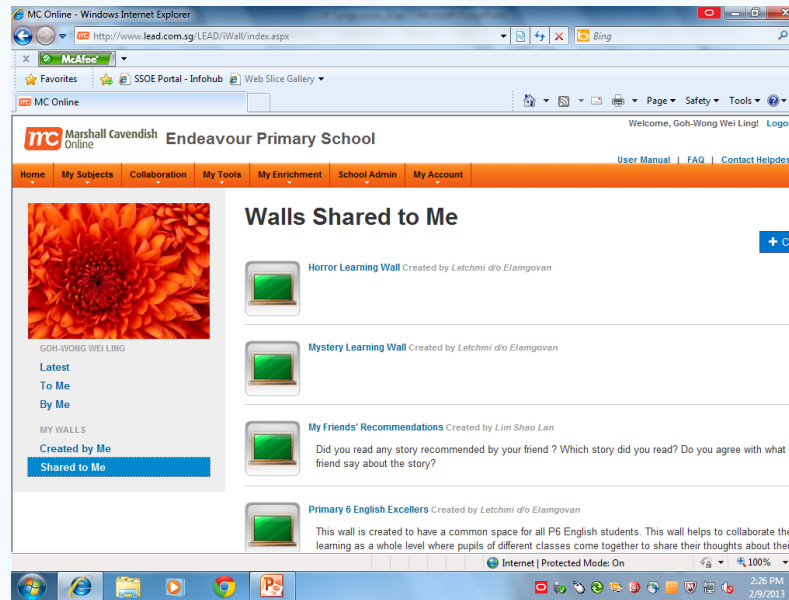 MC Online - Windows Internet Explorer
http://www.lead.com.sg/LEAD/iWall/index.aspx
Bing
McAfee
Favorites SSOE Portal - Infohub Web Slice Gallery
MC Online Page Safety Tools
Welcome, Goh-Wong Wei Ling! Logo
mc Marshall Cavendish Online Endeavour Primary School
User Manual | FAQ | Contact Helpdes
Home My Subjects Collaboration My Tools My Enrichment School Admin My Account
Walls Shared to Me
+ C
Horror Learning Wall Created by Letchmi d/o Elamgovan
GOH-WONG WEI LING
Mystery Learning Wall Created by Letchmi d/o Elamgovan
Latest
To Me
By Me
MY WALLS
My Friends' Recommendations Created by Lim Shao Lan
Created by Me
Did you read any story recommended by your friend ? Which story did you read? Do you agree with what
Shared to Me
friend say about the story?
Primary 6 English Excellers Created by Letchmi d/o Elamgovan
This wall is created to have a common space for all P6 English students. This wall helps to collaborate the
learning as a whole level where pupils of different classes come together to share their thoughts about thei
Internet | Protected Mode: On 100%
2:26 PM
2/9/2013